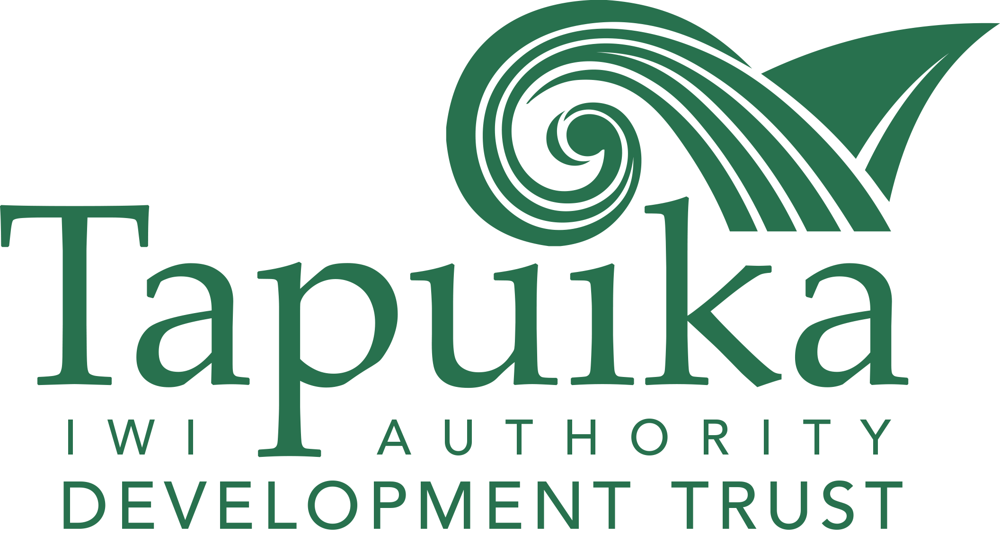 Tapuika
IWI AUTHORITY
DEVELOPMENT TRUST